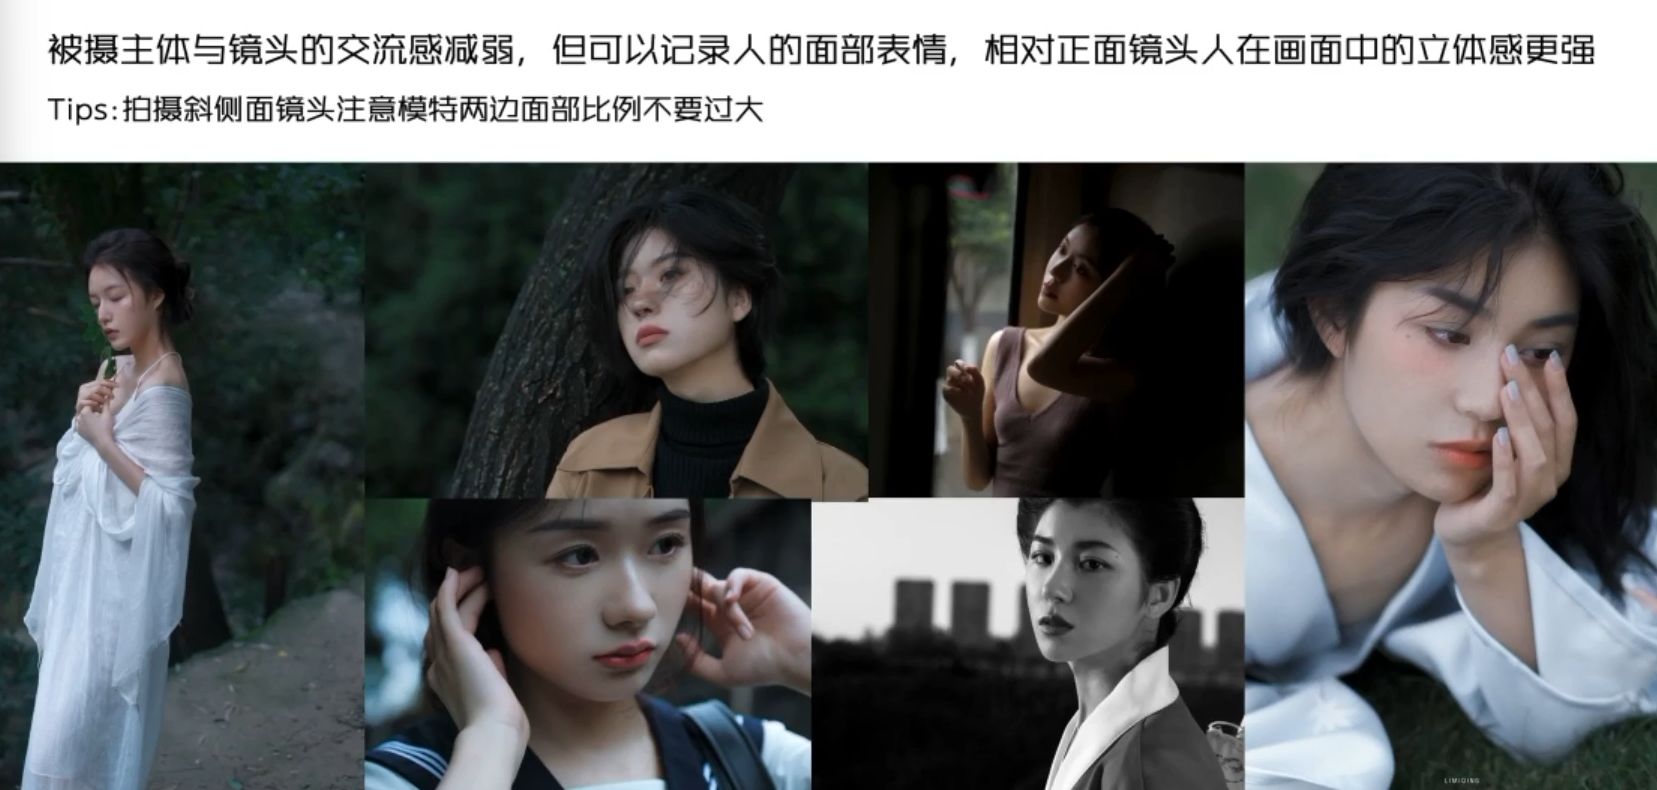 被摄主体与镜头的交流感减弱，但可以记录人的面部表情，相对正面镜头人在画面中的立体感更强
Tips:拍摄斜侧面镜头注意模特两边面部比例不要过大
LIMIQING